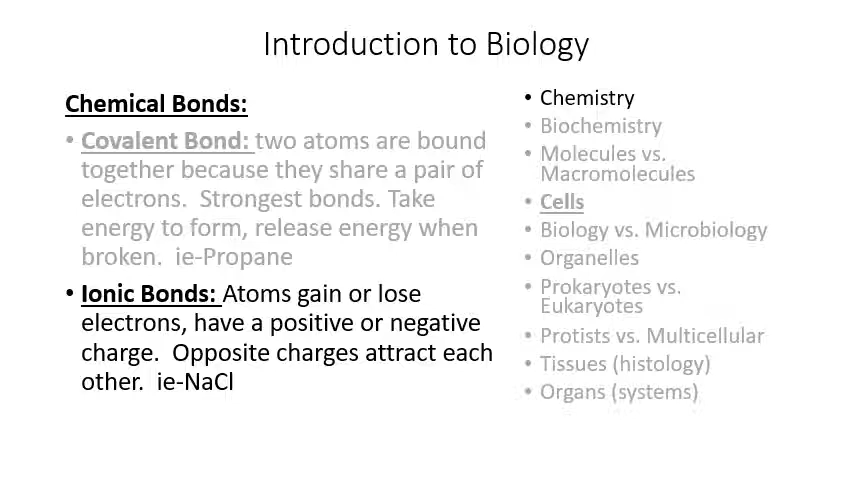 Introduction to Biology
Chemical Bonds:
• Covalent Bond: two atoms are bound
together because they share a pair of
electrons.  Strongest bonds. Take
energy to form, release energy when
broken.  ie-Propane
• Ionic Bonds: Atoms gain or lose
electrons, have a positive or negative
charge.  Opposite charges attract each
other.  ie-NaCl
• Chemistry
• Biochemistry
• Molecules vs.
Macromolecules
• Cells
• Biology vs. Microbiology
• Organelles
• Prokaryotes vs.
Eukaryotes
• Protists vs. Multicellular
• Tissues (histology)
• Organs (systems)